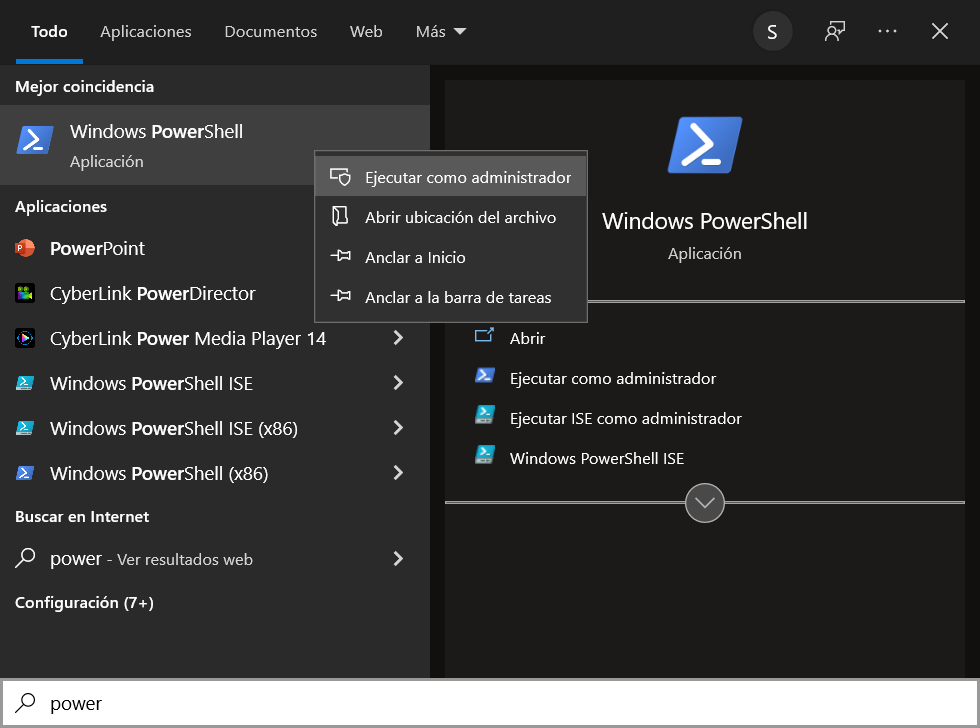 Todo Aplicaciones Documentos Web Más S
Mejor coincidencia
Windows PowerShell
Aplicación
Aplicaciones
PowerPoint
CyberLink PowerDirector
CyberLink Power Media Player 14
Windows PowerShell ISE
Windows PowerShell ISE (x86)
Windows PowerShell (x86)
Buscar en Internet
power - Ver resultados web
Configuración (7+)
Ejecutar como administrador
Abrir ubicación del archivo
Anclar a Inicio
Anclar a la barra de tareas
Windows PowerShell
Aplicación
Abrir
Ejecutar como administrador
Ejecutar ISE como administrador
Windows PowerShell ISE
power